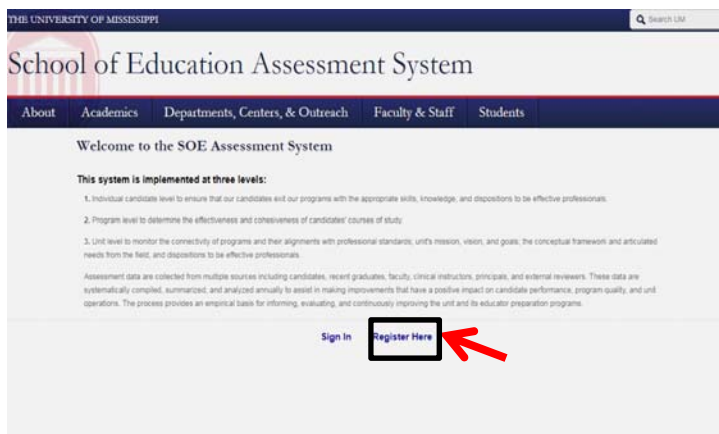 THE UNIVERSITY OF MISSISSIPPI
Search UM
School of Education Assessment System
About Academics Departments, Centers, & Outreach Faculty & Staff Students
Welcome to the SOE Assessment System
This system is implemented at three levels:
1. Individual candidate level to ensure that our candidates exit our programs with the appropriate skills, knowledge, and dispositions to be effective professionals.
2. Program level to determine the effectiveness and cohesiveness of candidates' courses of study.
3. Unit level to monitor the connectivity of programs and their alignments with professional standards; unit's mission, vision, and goals; the conceptual framework and articulated
needs from the field; and dispositions to be effective professionals.
Assessment data are collected from multiple sources including candidates, recent graduates, faculty, clinical instructors, principals, and external reviewers. These data are
systematically compiled, summarized, and analyzed annually to assist in making improvements that have a positive impact on candidate performance, program quality, and unit
operations. The process provides an empirical basis for informing, evaluating, and continuously improving the unit and its educator preparation programs.
Sign In Register Here